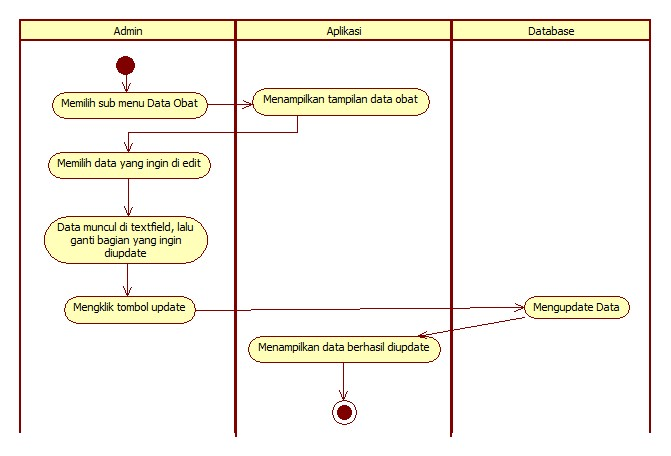 Admin
Aplikasi
Database
Memilih sub menu Data Obat
Menampilkan tampilan data obat
Memilih data yang ingin di edit
Data muncul di textfield, lalu
ganti bagian yang ingin
diupdate
Mengklik tombol update
Mengupdate Data
Menampilkan data berhasil diupdate